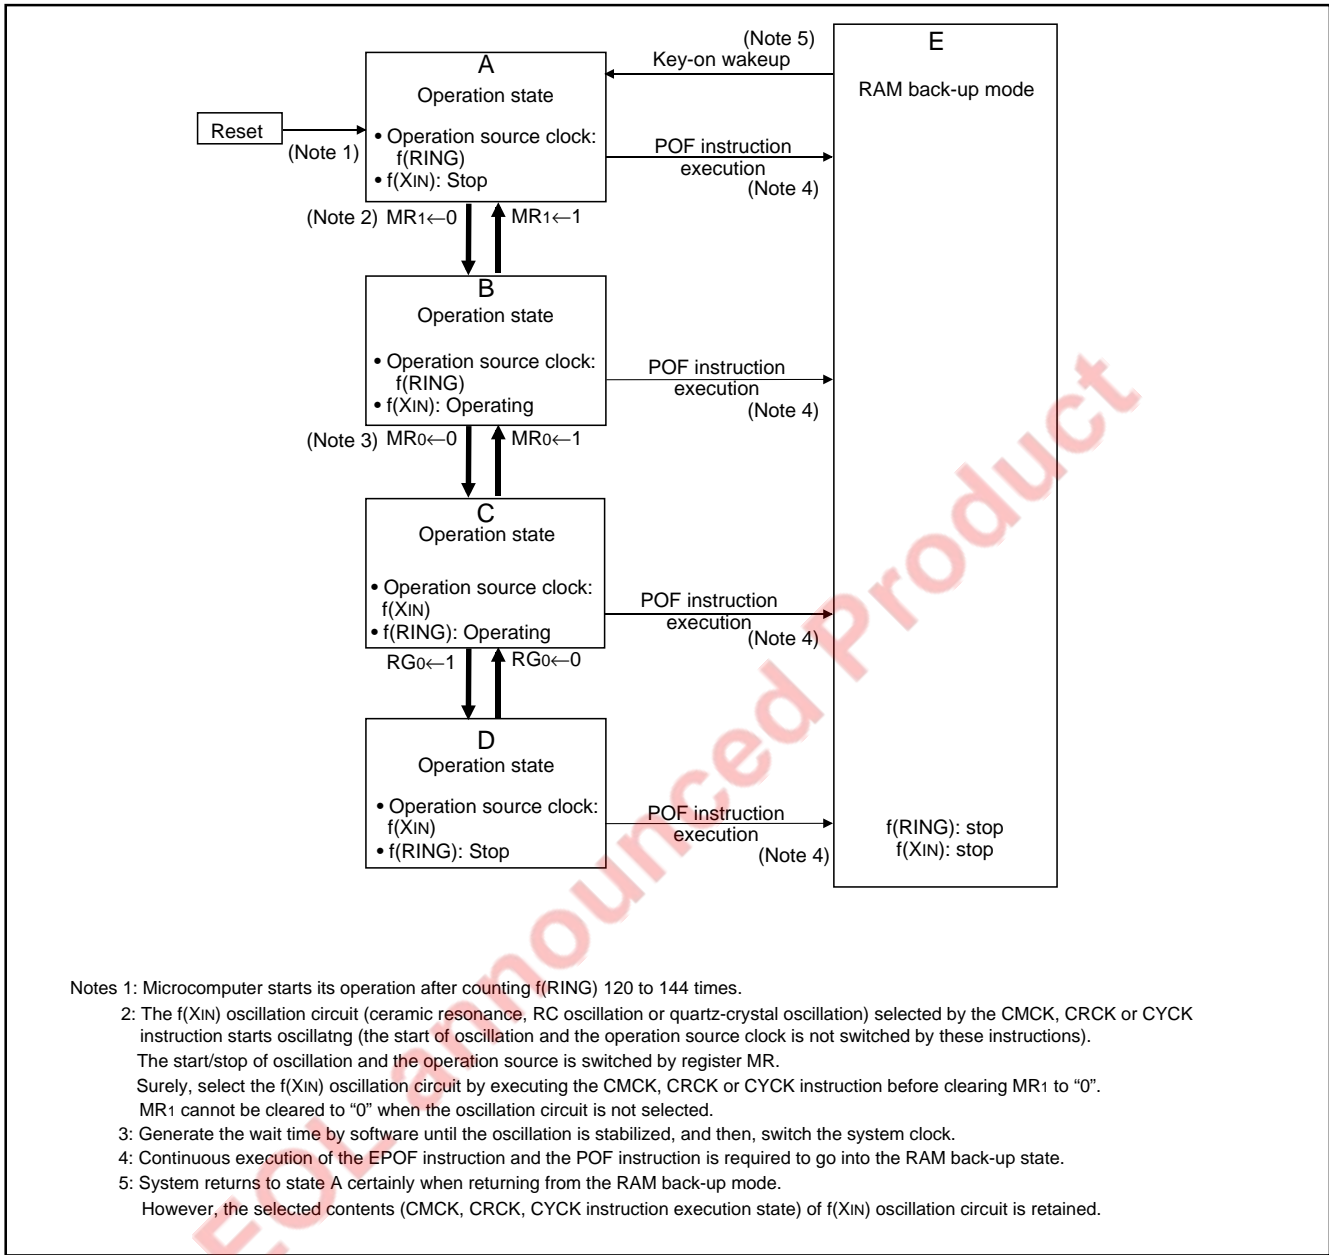 (Note 5)
Key-on wakeup
E
RAM back-up mode
A
Operation state
• Operation source clock:
f(RING)
• f(XIN): Stop
Reset
(Note 1)
POF instruction
execution
(Note 4)
(Note 2) MR1←0
MR1←1
B
Operation state
• Operation source clock:
f(RING)
• f(XIN): Operating
POF instruction
execution
(Note 4)
(Note 3) MR0←0
MR0←1
C
Operation state
• Operation source clock:
f(XIN)
• f(RING): Operating
POF instruction
execution
(Note 4)
RG0←1
RG0←0
D
Operation state
• Operation source clock:
f(XIN)
• f(RING): Stop
POF instruction
execution
(Note 4)
f(RING): stop
f(XIN): stop
Notes 1: Microcomputer starts its operation after counting f(RING) 120 to 144 times.
2: The f(XIN) oscillation circuit (ceramic resonance, RC oscillation or quartz-crystal oscillation) selected by the CMCK, CRCK or CYCK
instruction starts oscillatng (the start of oscillation and the operation source clock is not switched by these instructions).
The start/stop of oscillation and the operation source is switched by register MR.
Surely, select the f(XIN) oscillation circuit by executing the CMCK, CRCK or CYCK instruction before clearing MR1 to “0”.
MR1 cannot be cleared to “0” when the oscillation circuit is not selected.
3: Generate the wait time by software until the oscillation is stabilized, and then, switch the system clock.
4: Continuous execution of the EPOF instruction and the POF instruction is required to go into the RAM back-up state.
5: System returns to state A certainly when returning from the RAM back-up mode.
However, the selected contents (CMCK, CRCK, CYCK instruction execution state) of f(XIN) oscillation circuit is retained.
EOL announced Product